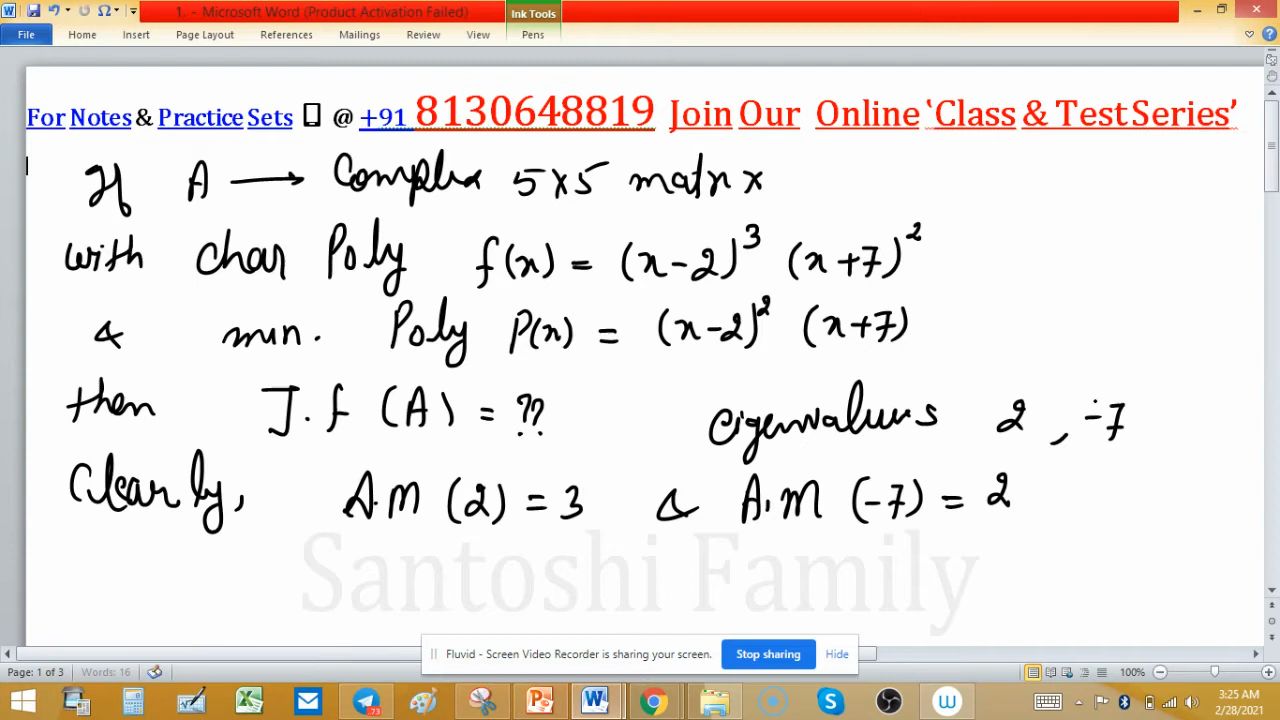 1. - Microsoft Word (Product Activation Failed)
Ink Tools
File Home Insert Page Layout References Mailings Review View Pens
For Notes & Practice Sets @ +91 8130648819 Join Our Online ‘Class & Test Series’
If A → Complex 5x5 matrix
with char Poly f(x) = (x-2)³ (x+7)²
& min. Poly P(x) = (x-2)² (x+7)
then J.f (A) = ??
eigenvalues 2, -7
Clearly, A.M (2) = 3 & A.M (-7) = 2
Santoshi Family
Fluvid - Screen Video Recorder is sharing your screen. Stop sharing Hide
Page: 1 of 3 Words: 16 100%
73
3:25 AM
2/28/2021